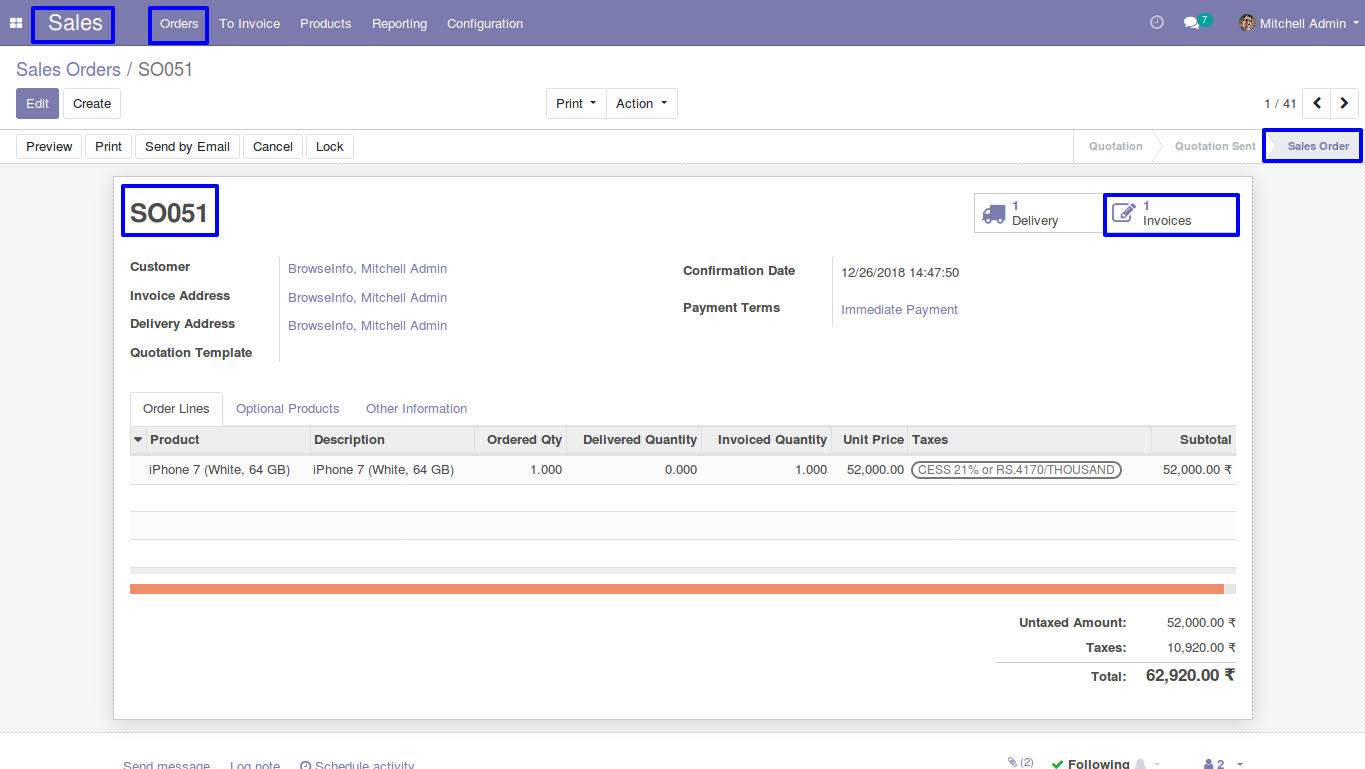 Sales Orders To Invoice Products Reporting Configuration 7 Mitchell Admin
Sales Orders / SO051
Edit Create Print Action 1 / 41
Preview Print Send by Email Cancel Lock Quotation Quotation Sent Sales Order
SO051
1 Delivery
1 Invoices
Customer BrowseInfo, Mitchell Admin
Invoice Address BrowseInfo, Mitchell Admin
Delivery Address BrowseInfo, Mitchell Admin
Quotation Template
Confirmation Date 12/26/2018 14:47:50
Payment Terms Immediate Payment
Order Lines Optional Products Other Information
Product Description Ordered Qty Delivered Quantity Invoiced Quantity Unit Price Taxes Subtotal
iPhone 7 (White, 64 GB) iPhone 7 (White, 64 GB) 1.000 0.000 1.000 52,000.00 CESS 21% or RS.4170/THOUSAND 52,000.00 ₹
Untaxed Amount: 52,000.00 ₹
Taxes: 10,920.00 ₹
Total: 62,920.00 ₹
Send message Log note Schedule activity (2) Following 2